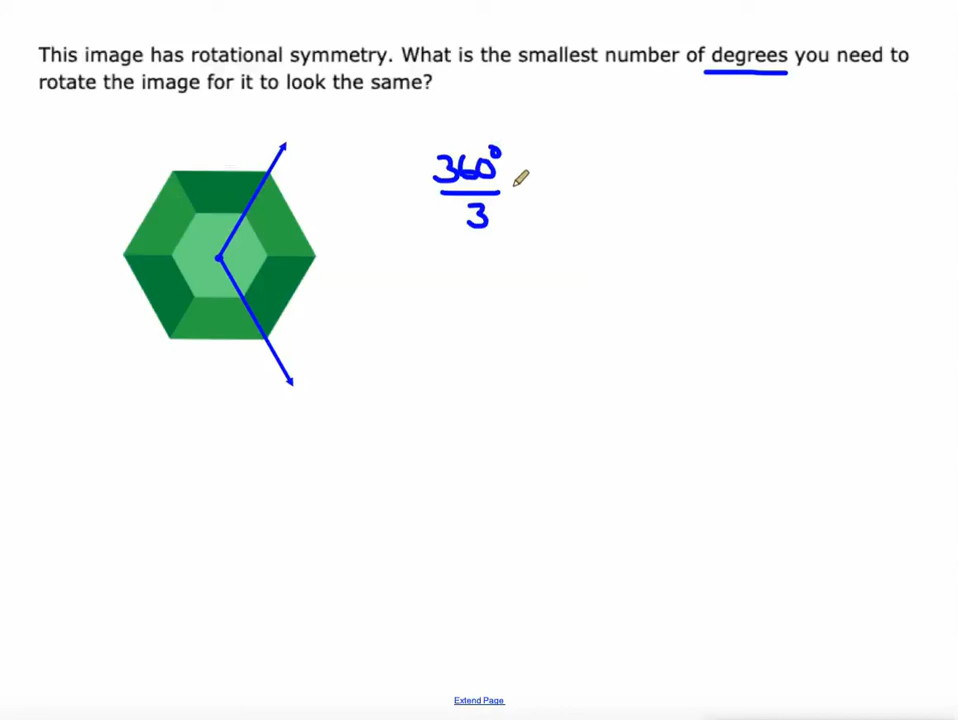 This image has rotational symmetry. What is the smallest number of degrees you need to
rotate the image for it to look the same?
360°
3
Extend Page